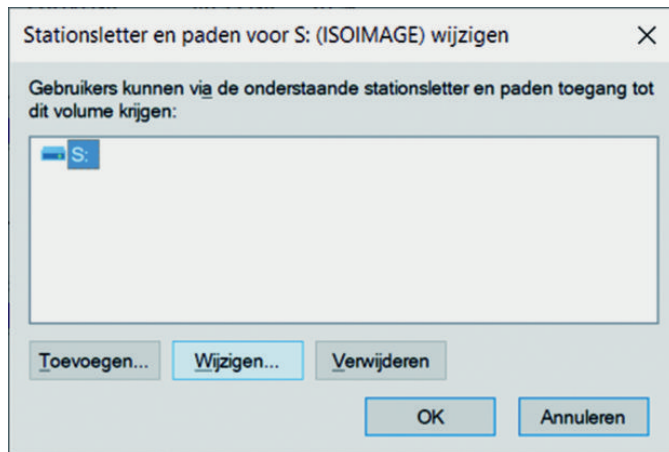 Stationsletter en paden voor S: (ISOIMAGE) wijzigen
Gebruikers kunnen via de onderstaande stationsletter en paden toegang tot
dit volume krijgen:
S:
Toevoegen... Wijzigen... Verwijderen
OK Annuleren